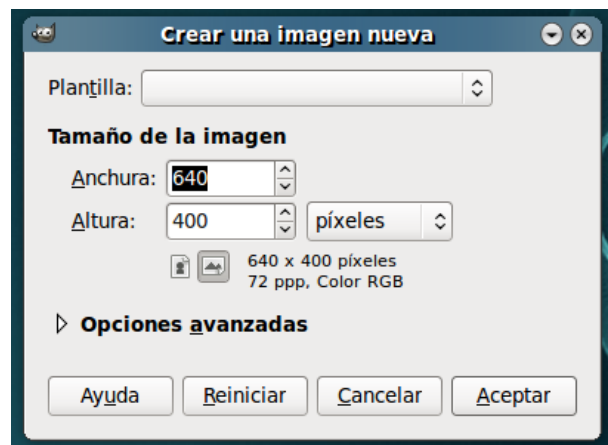 Crear una imagen nueva
Plantilla:
Tamaño de la imagen
Anchura: 640
Altura: 400 píxeles
640 x 400 píxeles
72 ppp, Color RGB
Opciones avanzadas
Ayuda Reiniciar Cancelar Aceptar